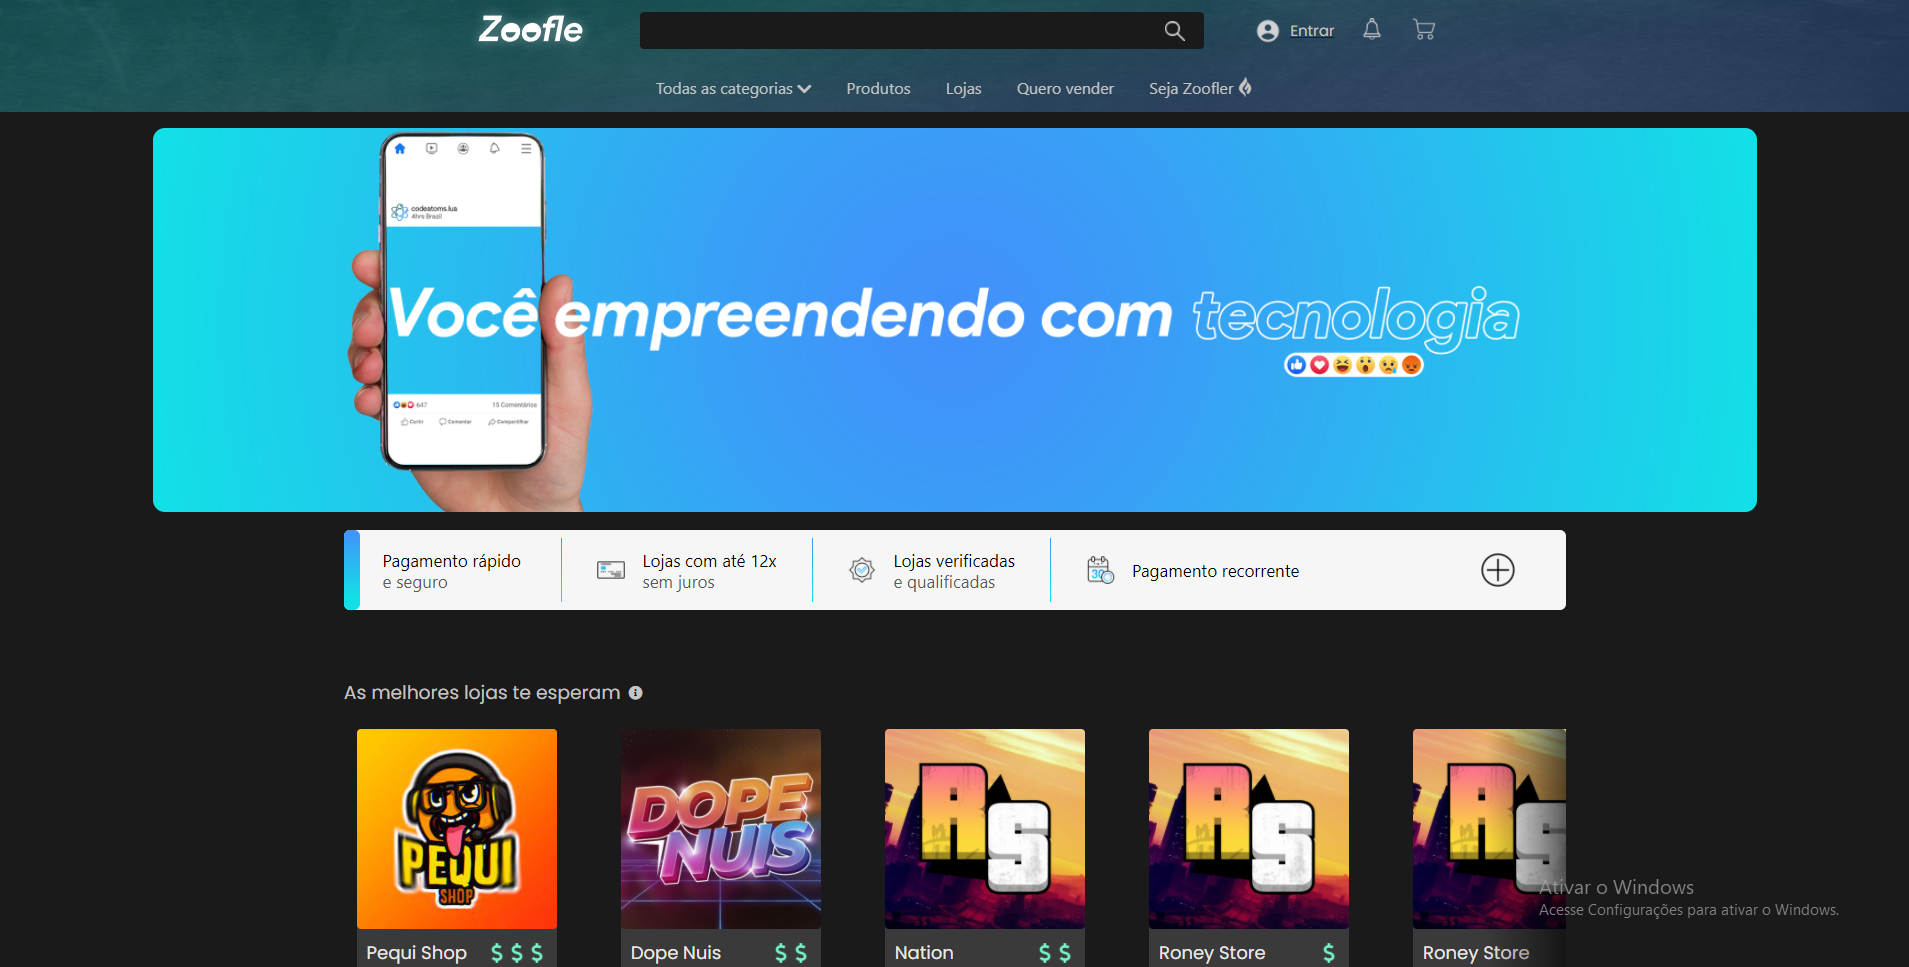 Zoofle
Entrar
Todas as categorias
Produtos
Lojas
Quero vender
Seja Zoofler
codeatoms.lua
4hrs Brazil
Você empreendendo com tecnologia
647
15 Comentários
Curtir
Comentar
Compartilhar
Pagamento rápido
e seguro
Lojas com até 12x
sem juros
Lojas verificadas
e qualificadas
30
Pagamento recorrente
As melhores lojas te esperam
PEQUI
SHOP
DOPE
NUIS
RS
RS
RS
Pequi Shop $ $ $
Dope Nuis $ $
Nation $ $
Roney Store $
Roney Store
Ativar o Windows
Acesse Configurações para ativar o Windows.